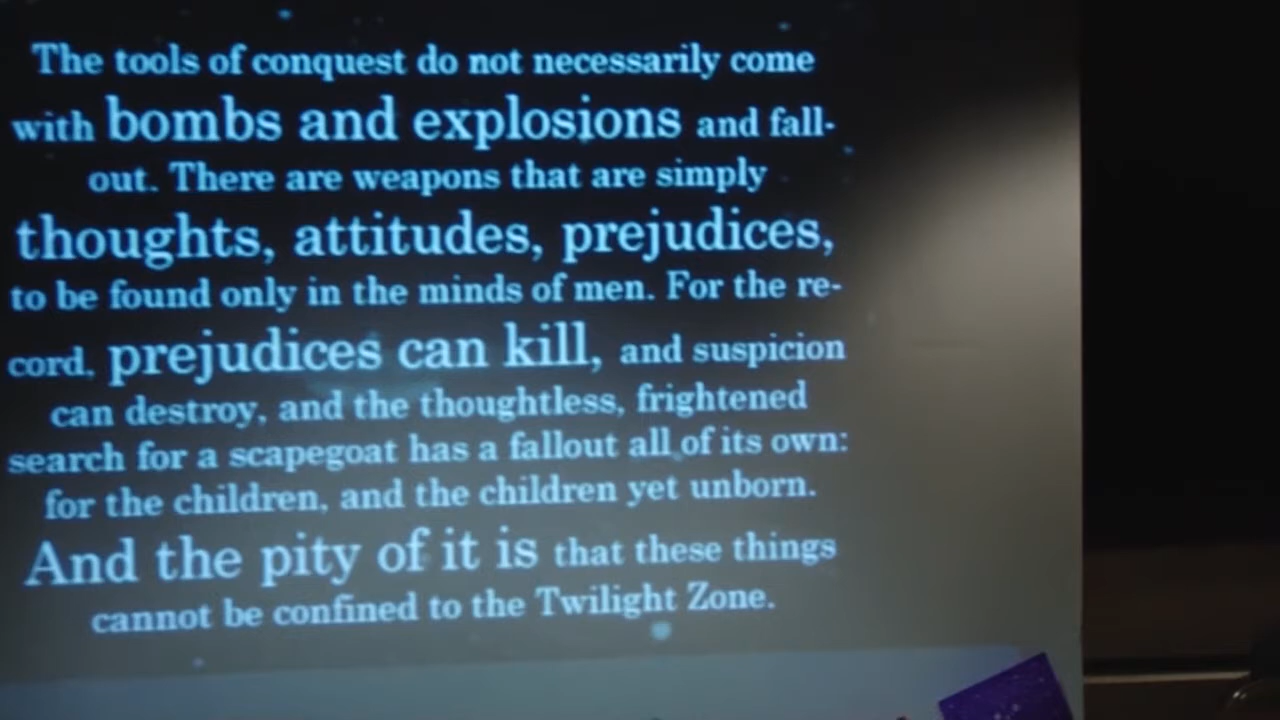 The tools of conquest do not necessarily come
with bombs and explosions and fall-
out. There are weapons that are simply
thoughts, attitudes, prejudices,
to be found only in the minds of men. For the re-
cord, prejudices can kill, and suspicion
can destroy, and the thoughtless, frightened
search for a scapegoat has a fallout all of its own:
for the children, and the children yet unborn.
And the pity of it is that these things
cannot be confined to the Twilight Zone.